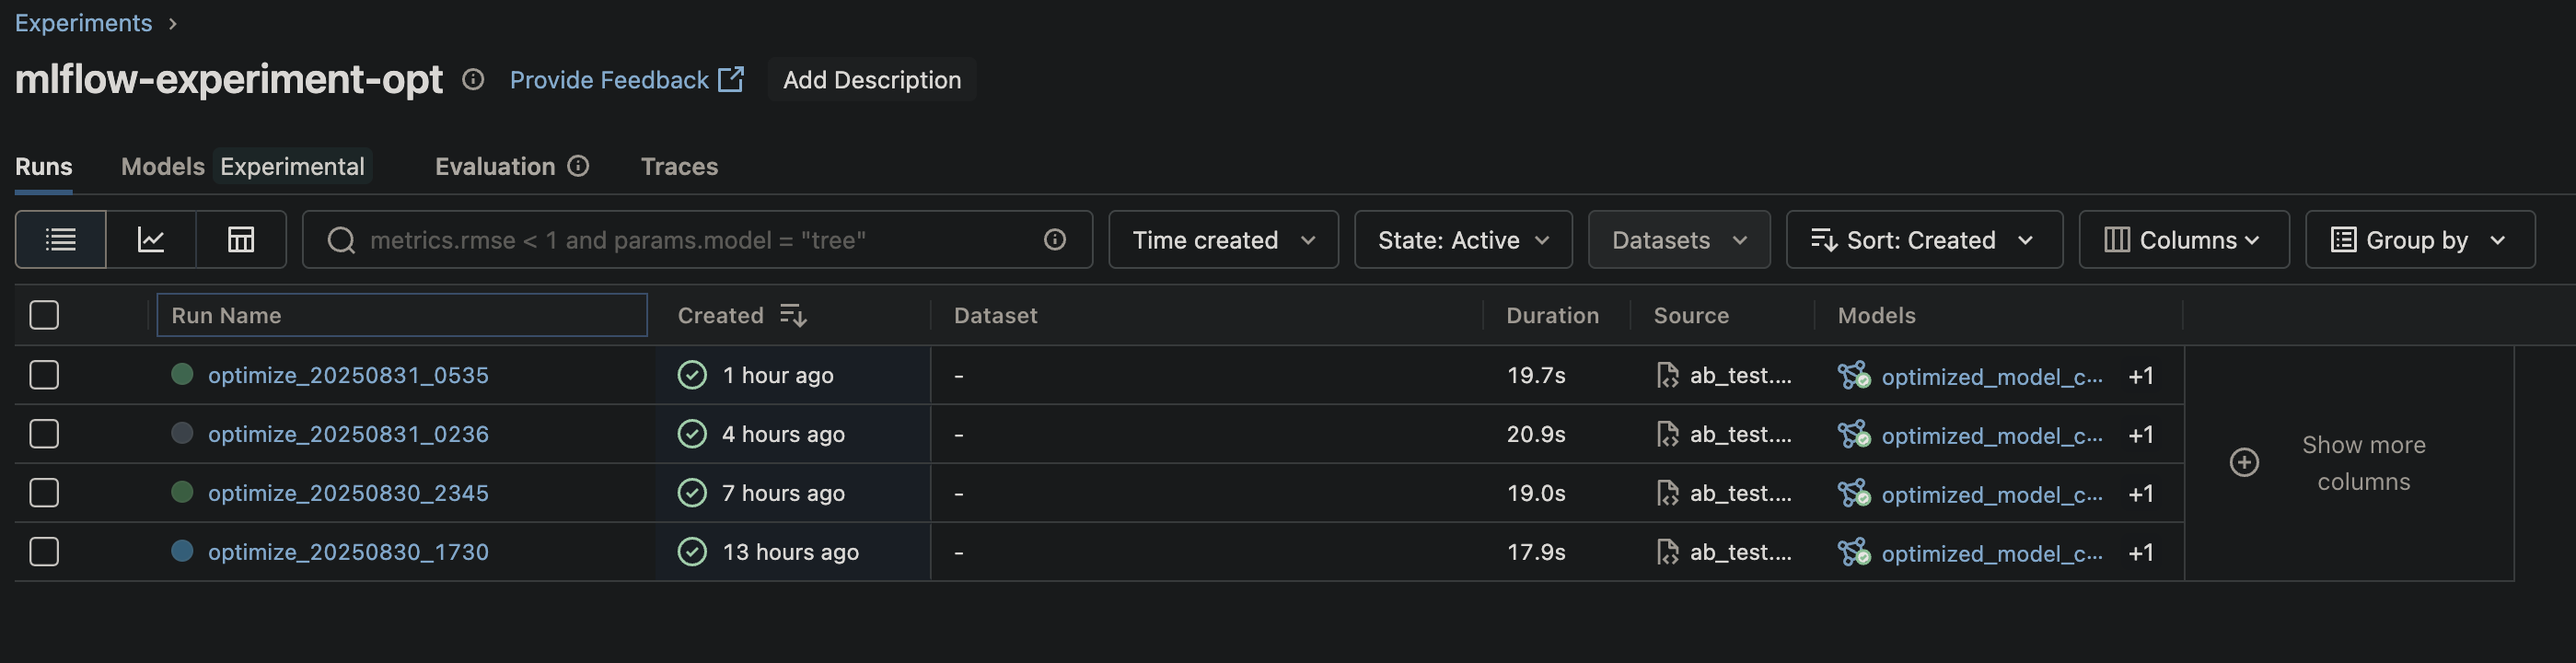 Experiments
mlflow-experiment-opt Provide Feedback Add Description
Runs Models Experimental Evaluation Traces
metrics.rmse < 1 and params.model = "tree" Time created State: Active Datasets Sort: Created Columns Group by
Run Name Created Dataset Duration Source Models
optimize_20250831_0535 1 hour ago - 19.7s ab_test.... optimized_model_c... +1
optimize_20250831_0236 4 hours ago - 20.9s ab_test.... optimized_model_c... +1
optimize_20250830_2345 7 hours ago - 19.0s ab_test.... optimized_model_c... +1
optimize_20250830_1730 13 hours ago - 17.9s ab_test.... optimized_model_c... +1
Show more
columns